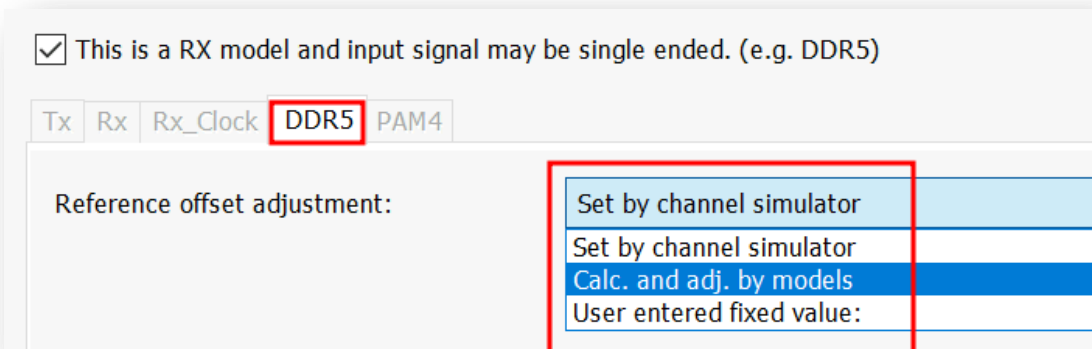 This is a RX model and input signal may be single ended. (e.g. DDR5)
Tx Rx Rx_Clock DDR5 PAM4
Reference offset adjustment: Set by channel simulator
Set by channel simulator
Calc. and adj. by models
User entered fixed value: